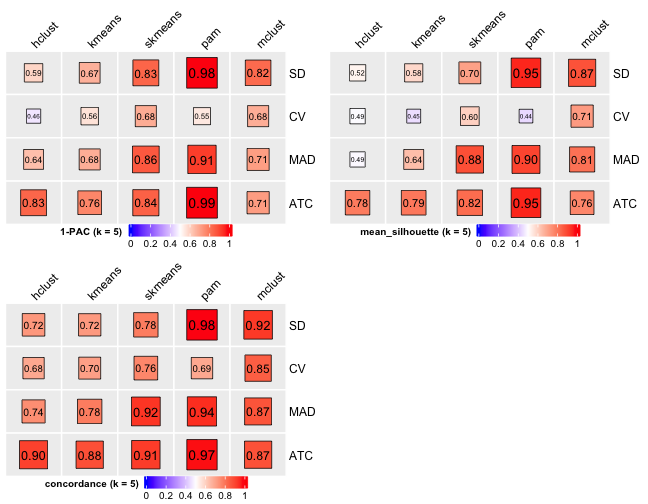 hclust kmeans skmeans pam mclust
0.59 0.67 0.83 0.98 0.82 SD
0.46 0.56 0.68 0.55 0.68 CV
0.64 0.68 0.86 0.91 0.71 MAD
0.83 0.76 0.84 0.99 0.71 ATC
1-PAC (k = 5)
0 0.2 0.4 0.6 0.8 1
hclust kmeans skmeans pam mclust
0.52 0.58 0.70 0.95 0.87 SD
0.49 0.45 0.60 0.44 0.71 CV
0.49 0.64 0.88 0.90 0.81 MAD
0.78 0.79 0.82 0.95 0.76 ATC
mean_silhouette (k = 5)
0 0.2 0.4 0.6 0.8 1
hclust kmeans skmeans pam mclust
0.72 0.72 0.78 0.98 0.92 SD
0.68 0.70 0.76 0.69 0.85 CV
0.74 0.78 0.92 0.94 0.87 MAD
0.90 0.88 0.91 0.97 0.87 ATC
concordance (k = 5)
0 0.2 0.4 0.6 0.8 1